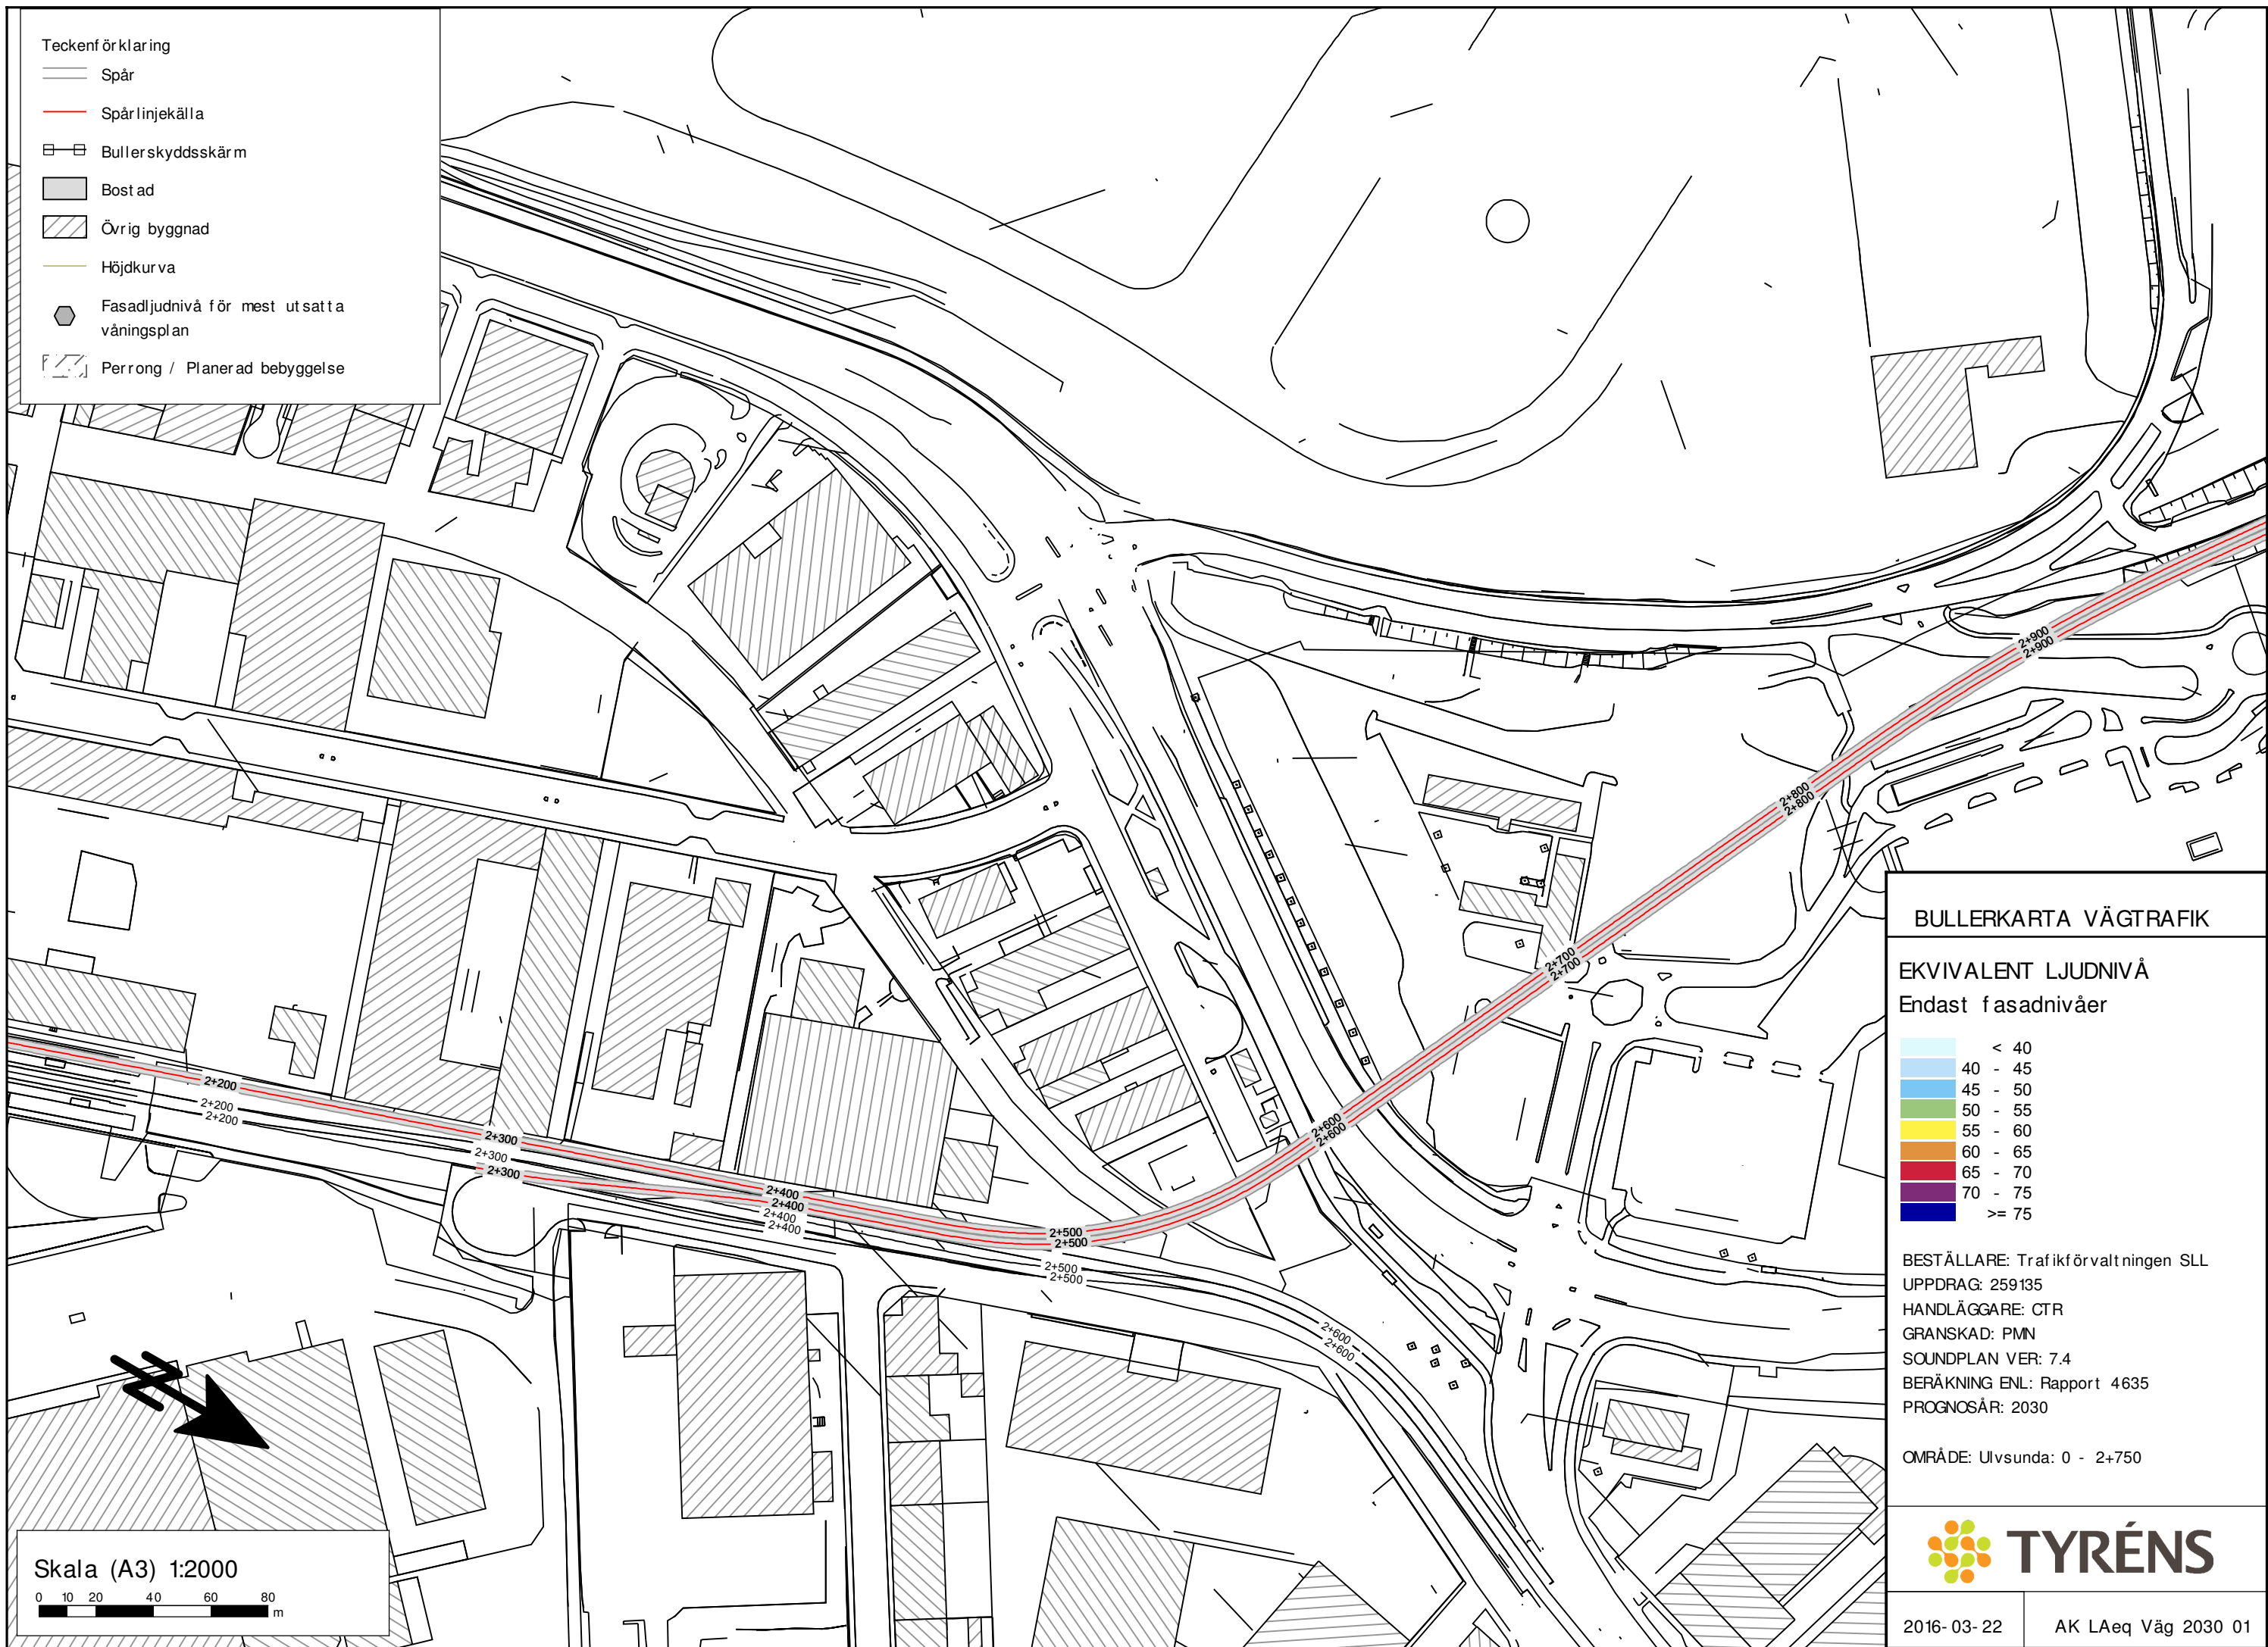 Teckenförklaring
Spår
Spårlinjekälla
Bullerskyddsskärm
Bostad
Övrig byggnad
Höjdkurva
Fasadljudnivå för mest utsatta
våningsplan
Perrong / Planerad bebyggelse
2+900
2+900
2+800
2+800
2+700
2+700
2+600
2+600
2+200
2+200
2+200
2+300
2+300
2+300
2+400
2+400
2+400
2+400
2+500
2+500
2+500
2+500
2+600
2+600
Skala (A3) 1:2000
0 10 20 40 60 80
m
BULLERKARTA VÄGTRAFIK
EKVIVALENT LJUDNIVÅ
Endast fasadnivåer
< 40
40 - 45
45 - 50
50 - 55
55 - 60
60 - 65
65 - 70
70 - 75
>= 75
BESTÄLLARE: Trafikförvaltningen SLL
UPPDRAG: 259135
HANDLÄGGARE: CTR
GRANSKAD: PMN
SOUNDPLAN VER: 7.4
BERÄKNING ENL: Rapport 4635
PROGNOSÅR: 2030
OMRÅDE: Ulvsunda: 0 - 2+750
TYRÉNS
2016-03-22
AK LAeq Väg 2030 01